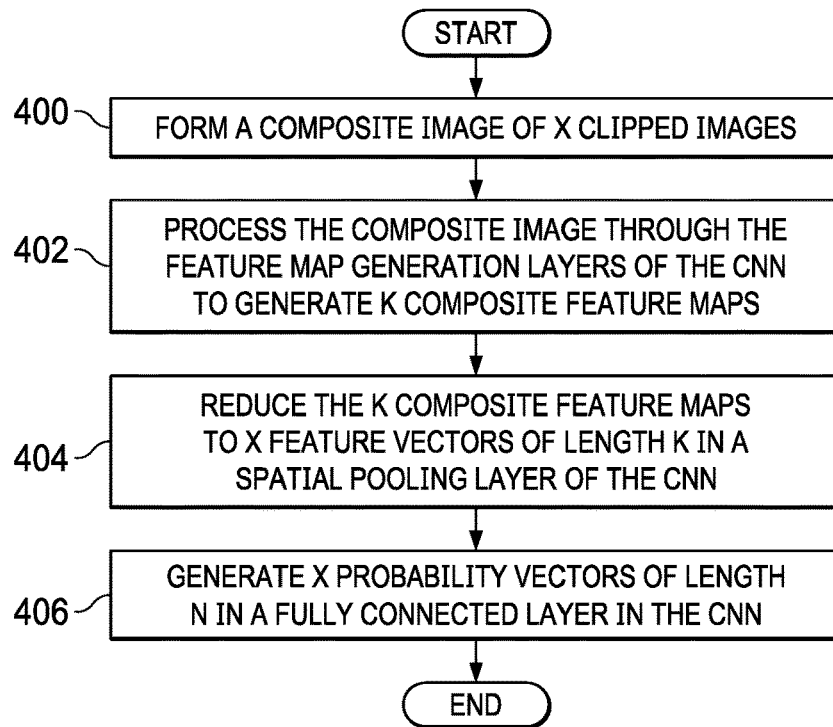 START
400
FORM A COMPOSITE IMAGE OF X CLIPPED IMAGES
402
PROCESS THE COMPOSITE IMAGE THROUGH THE
FEATURE MAP GENERATION LAYERS OF THE CNN
TO GENERATE K COMPOSITE FEATURE MAPS
404
REDUCE THE K COMPOSITE FEATURE MAPS
TO X FEATURE VECTORS OF LENGTH K IN A
SPATIAL POOLING LAYER OF THE CNN
406
GENERATE X PROBABILITY VECTORS OF LENGTH
N IN A FULLY CONNECTED LAYER IN THE CNN
END